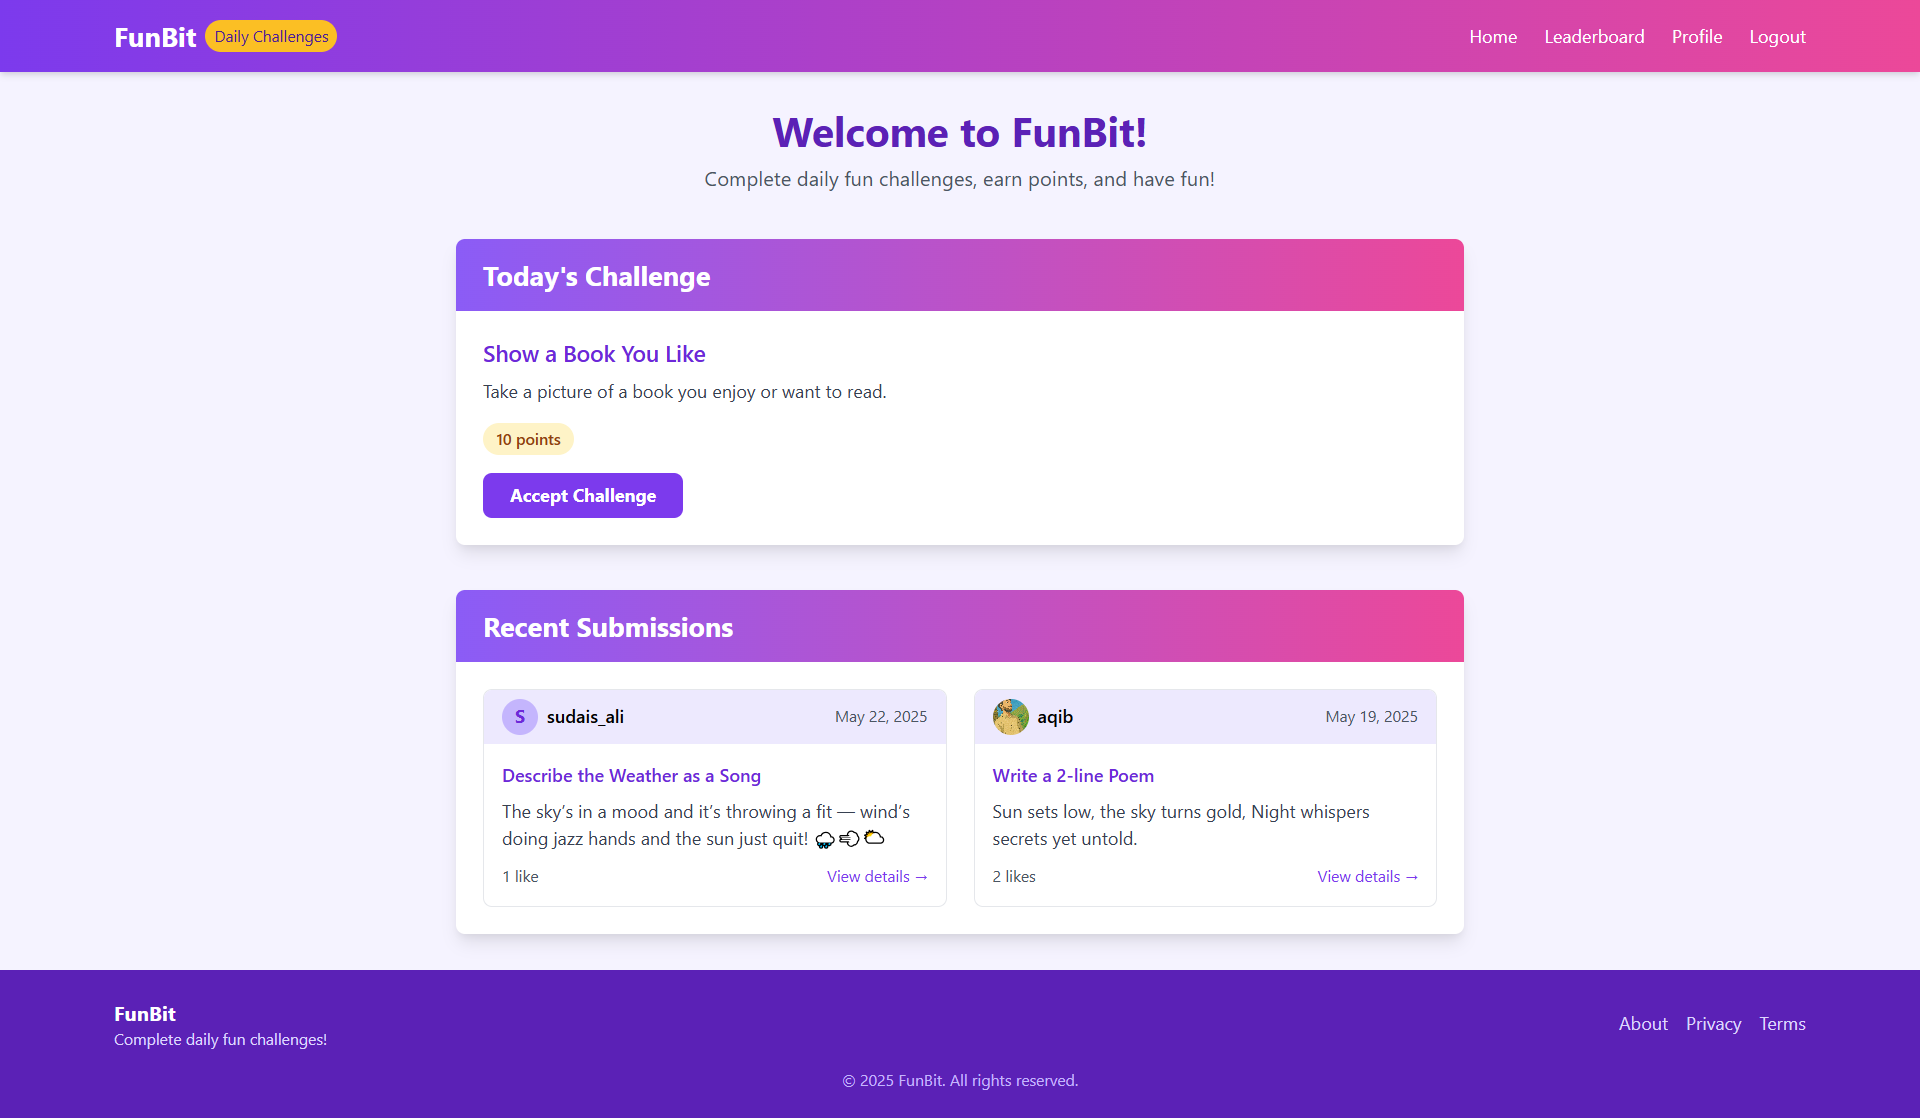 FunBit Daily Challenges
Home Leaderboard Profile Logout
Welcome to FunBit!
Complete daily fun challenges, earn points, and have fun!
Today's Challenge
Show a Book You Like
Take a picture of a book you enjoy or want to read.
10 points
Accept Challenge
Recent Submissions
S sudais_ali May 22, 2025
Describe the Weather as a Song
The sky’s in a mood and it’s throwing a fit — wind’s
doing jazz hands and the sun just quit! 🌧️💨🌥️
1 like View details →
aqib May 19, 2025
Write a 2-line Poem
Sun sets low, the sky turns gold, Night whispers
secrets yet untold.
2 likes View details →
FunBit
Complete daily fun challenges!
About Privacy Terms
© 2025 FunBit. All rights reserved.